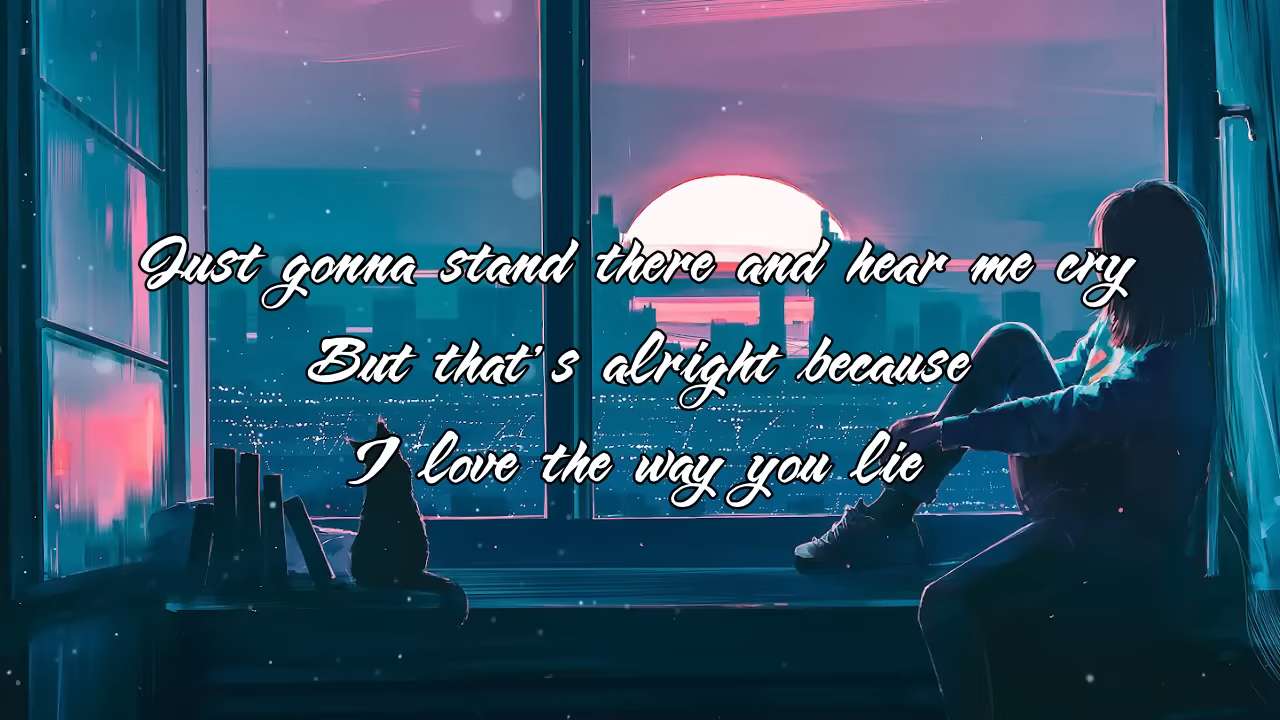 Just gonna stand there and hear me cry
But that's alright because
I love the way you lie